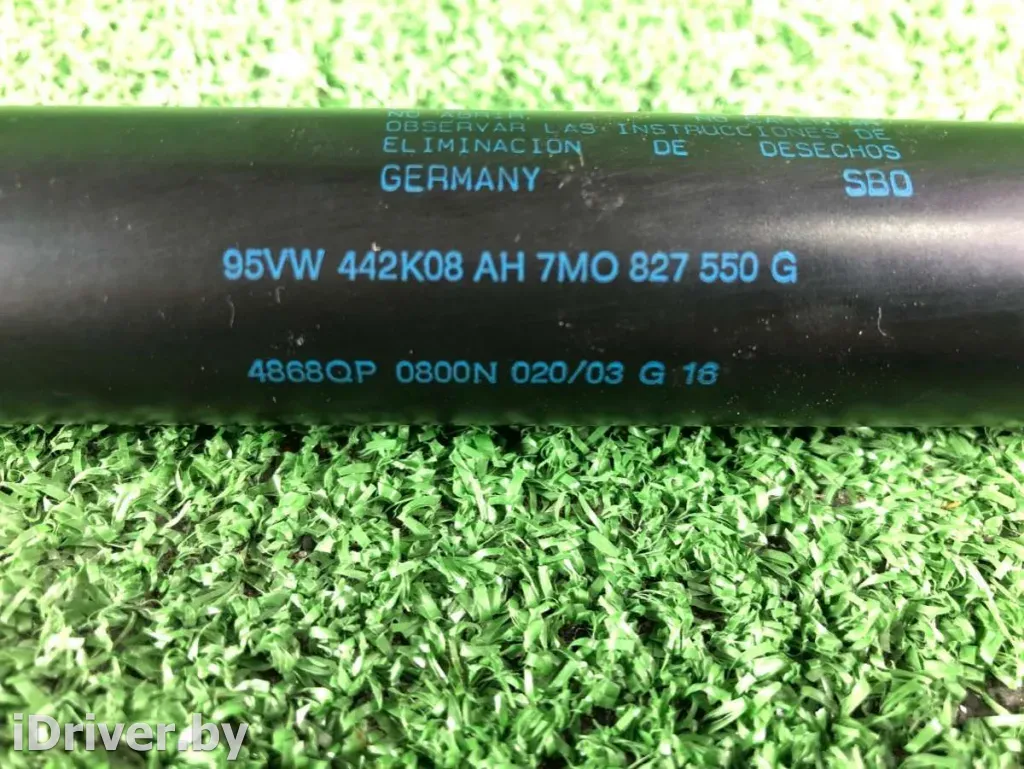 OBSERVAR LAS INSTRUCCIONES DE
ELIMINACION DE DESECHOS
GERMANY SBO
95VW 442K08 AH 7MO 827 550 G
4868QP 0800N 020/03 G 16
iDriver.by